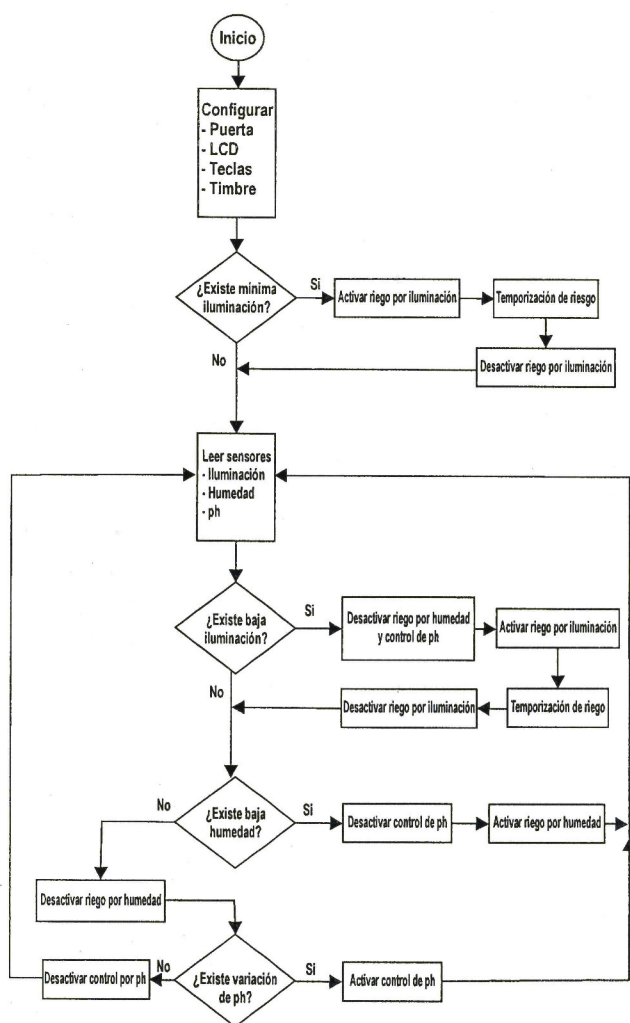 Inicio
Configurar
- Puerta
- LCD
- Teclas
- Timbre
¿Existe mínima
iluminación?
Si
Activar riego por iluminación
Temporización de riesgo
Desactivar riego por iluminación
No
Leer sensores
- Iluminación
- Humedad
- ph
¿Existe baja
iluminación?
Si
Desactivar riego por humedad
y control de ph
Activar riego por iluminación
No
Desactivar riego por iluminación
Temporización de riego
¿Existe baja
humedad?
No
Si
Desactivar control de ph
Activar riego por humedad
Desactivar riego por humedad
Desactivar control por ph
No
¿Existe variación
de ph?
Si
Activar control de ph